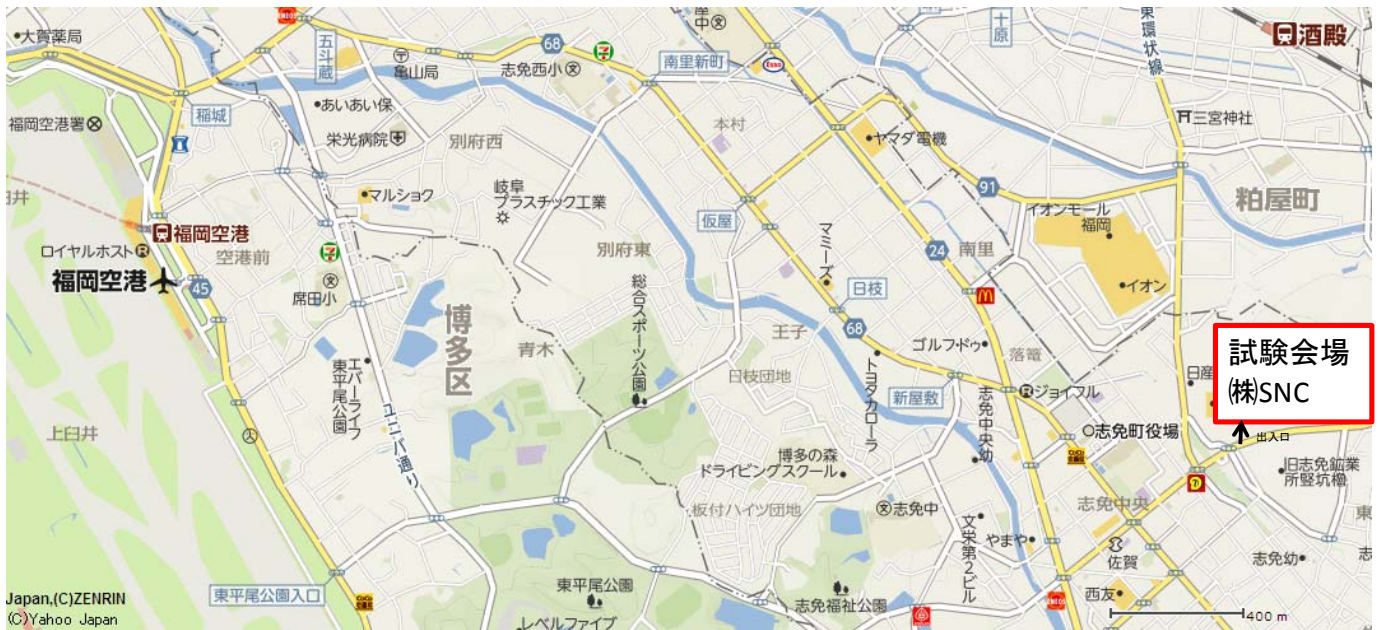 大賀薬局
五斗蔵
亀山局
68
志免西小
南里新町
Esso
十原
東環状線
酒殿
福岡空港署
稲城
あいあい保
栄光病院
別府西
本村
ヤマダ電機
三宮神社
マルショク
岐阜
プラスチック工業
仮屋
91
イオンモール
福岡
粕屋町
福岡空港
ロイヤルホスト
空港前
別府東
マミーズ
24
南里
福岡空港
45
席田小
総合スポーツ公園
日枝
イオン
博多区
青木
王子
68
ゴルフ・ドゥ
落篭
試験会場
㈱SNC
日産
エバーライフ
東平尾公園
日枝団地
トヨタカローラ
新屋敷
志免中央幼
ジョイフル
志免町役場
出入口
上臼井
ユニバ通り
博多の森
ドライビングスクール
旧志免鉱業
所竪坑櫓
板付ハイツ団地
志免中
志免中央
文栄第2ビル
やまや
佐賀
志免幼
東平尾公園入口
東平尾公園
志免福祉公園
西友
レベルファイブ
400 m
Japan,(C)ZENRIN
(C)Yahoo Japan